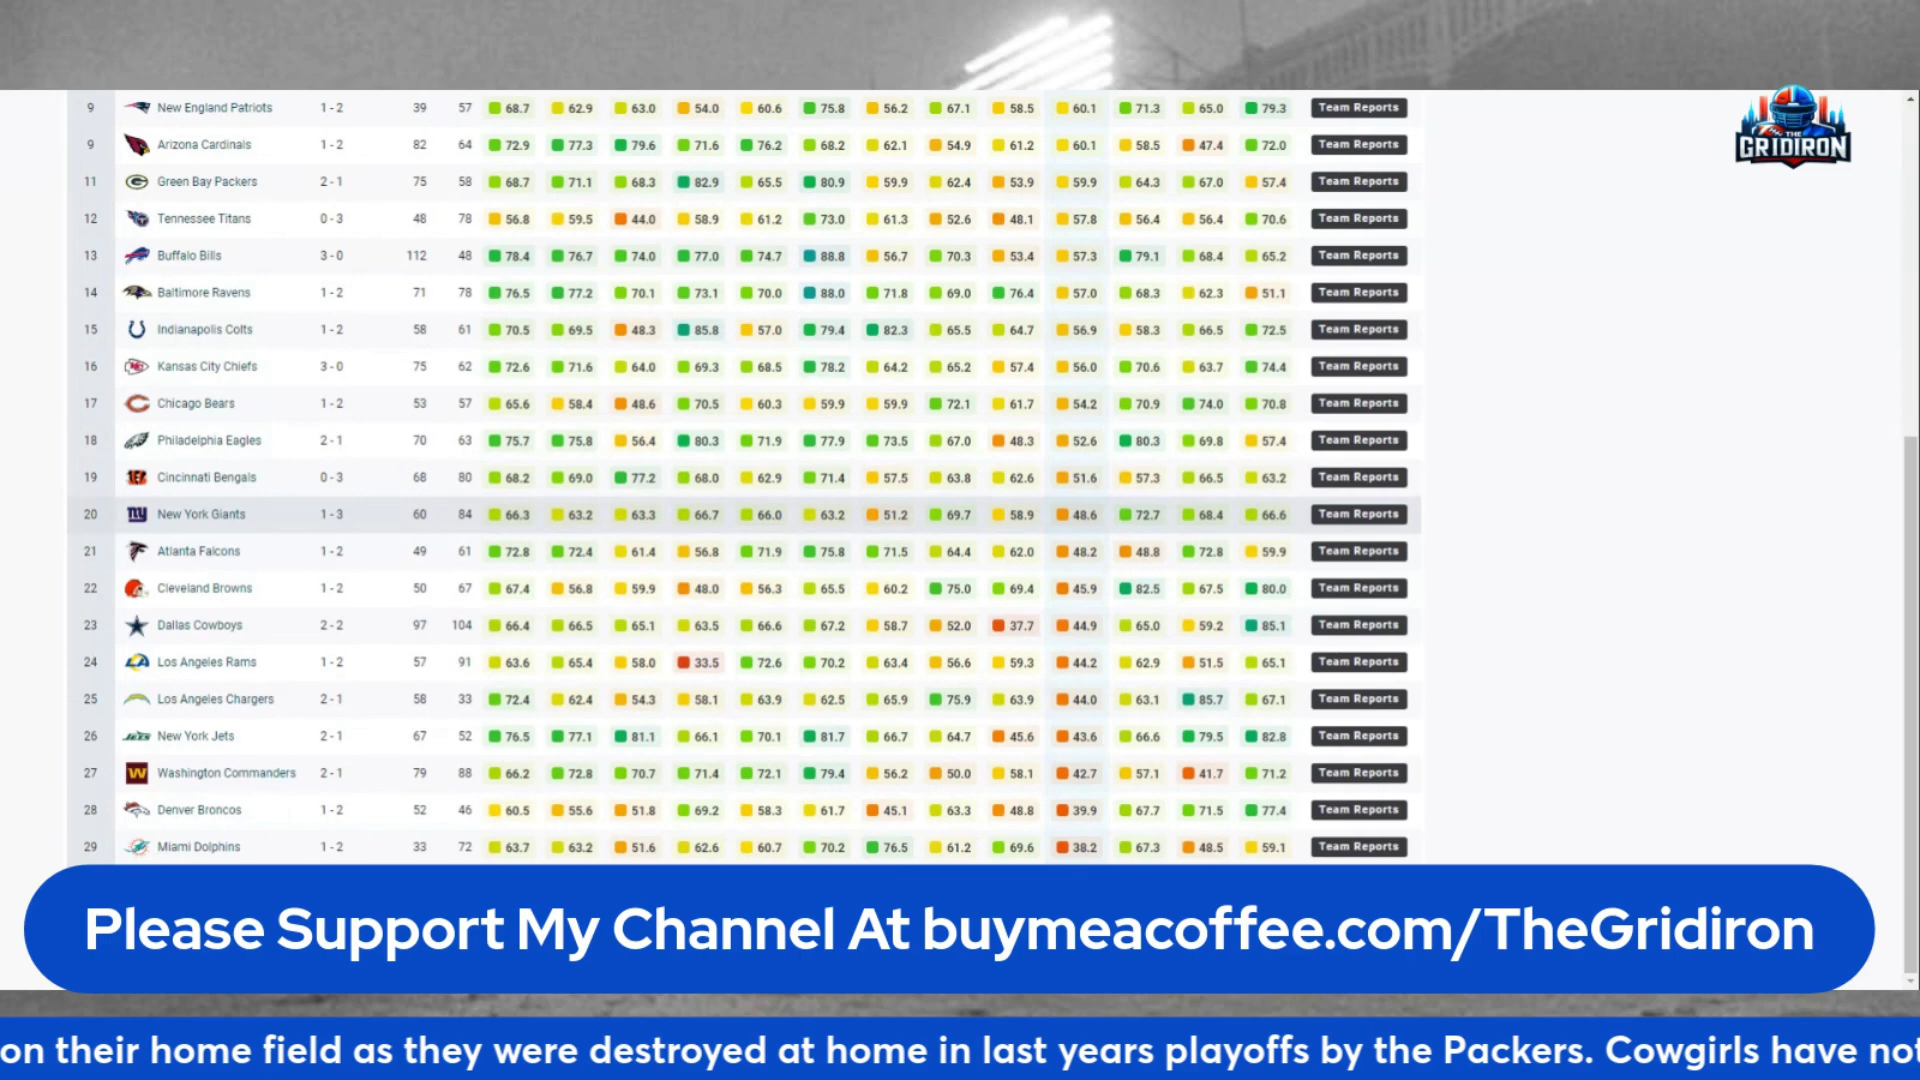 9 New England Patriots 1 - 2 39 57 68.7 62.9 63.0 54.0 60.6 75.8 56.2 67.1 58.5 60.1 71.3 65.0 79.3 Team Reports
THE
GRIDIRON
9 Arizona Cardinals 1 - 2 82 64 72.9 77.3 79.6 71.6 76.2 68.2 62.1 54.9 61.2 60.1 58.5 47.4 72.0 Team Reports
11 Green Bay Packers 2 - 1 75 58 68.7 71.1 68.3 82.9 65.5 80.9 59.9 62.4 53.9 59.9 64.3 67.0 57.4 Team Reports
12 Tennessee Titans 0 - 3 48 78 56.8 59.5 44.0 58.9 61.2 73.0 61.3 52.6 48.1 57.8 56.4 56.4 70.6 Team Reports
13 Buffalo Bills 3 - 0 112 48 78.4 76.7 74.0 77.0 74.7 88.8 56.7 70.3 53.4 57.3 79.1 68.4 65.2 Team Reports
14 Baltimore Ravens 1 - 2 71 78 76.5 77.2 70.1 73.1 70.0 88.0 71.8 69.0 76.4 57.0 68.3 62.3 51.1 Team Reports
15 Indianapolis Colts 1 - 2 58 61 70.5 69.5 48.3 85.8 57.0 79.4 82.3 65.5 64.7 56.9 58.3 66.5 72.5 Team Reports
16 Kansas City Chiefs 3 - 0 75 62 72.6 71.6 64.0 69.3 68.5 78.2 64.2 65.2 57.4 56.0 70.6 63.7 74.4 Team Reports
17 Chicago Bears 1 - 2 53 57 65.6 58.4 48.6 70.5 60.3 59.9 59.9 72.1 61.7 54.2 70.9 74.0 70.8 Team Reports
18 Philadelphia Eagles 2 - 1 70 63 75.7 75.8 56.4 80.3 71.9 77.9 73.5 67.0 48.3 52.6 80.3 69.8 57.4 Team Reports
19 Cincinnati Bengals 0 - 3 68 80 68.2 69.0 77.2 68.0 62.9 71.4 57.5 63.8 62.6 51.6 57.3 66.5 63.2 Team Reports
20 ny New York Giants 1 - 3 60 84 66.3 63.2 63.3 66.7 66.0 63.2 51.2 69.7 58.9 48.6 72.7 68.4 66.6 Team Reports
21 Atlanta Falcons 1 - 2 49 61 72.8 72.4 61.4 56.8 71.9 75.8 71.5 64.4 62.0 48.2 48.8 72.8 59.9 Team Reports
22 Cleveland Browns 1 - 2 50 67 67.4 56.8 59.9 48.0 56.3 65.5 60.2 75.0 69.4 45.9 82.5 67.5 80.0 Team Reports
23 Dallas Cowboys 2 - 2 97 104 66.4 66.5 65.1 63.5 66.6 67.2 58.7 52.0 37.7 44.9 65.0 59.2 85.1 Team Reports
24 Los Angeles Rams 1 - 2 57 91 63.6 65.4 58.0 33.5 72.6 70.2 63.4 56.6 59.3 44.2 62.9 51.5 65.1 Team Reports
25 Los Angeles Chargers 2 - 1 58 33 72.4 62.4 54.3 58.1 63.9 62.5 65.9 75.9 63.9 44.0 63.1 85.7 67.1 Team Reports
26 JETS New York Jets 2 - 1 67 52 76.5 77.1 81.1 66.1 70.1 81.7 66.7 64.7 45.6 43.6 66.6 79.5 82.8 Team Reports
27 W Washington Commanders 2 - 1 79 88 66.2 72.8 70.7 71.4 72.1 79.4 56.2 50.0 58.1 42.7 57.1 41.7 71.2 Team Reports
28 Denver Broncos 1 - 2 52 46 60.5 55.6 51.8 69.2 58.3 61.7 45.1 63.3 48.8 39.9 67.7 71.5 77.4 Team Reports
29 Miami Dolphins 1 - 2 33 72 63.7 63.2 51.6 62.6 60.7 70.2 76.5 61.2 69.6 38.2 67.3 48.5 59.1 Team Reports
Please Support My Channel At buymeacoffee.com/TheGridiron
on their home field as they were destroyed at home in last years playoffs by the Packers. Cowgirls have not